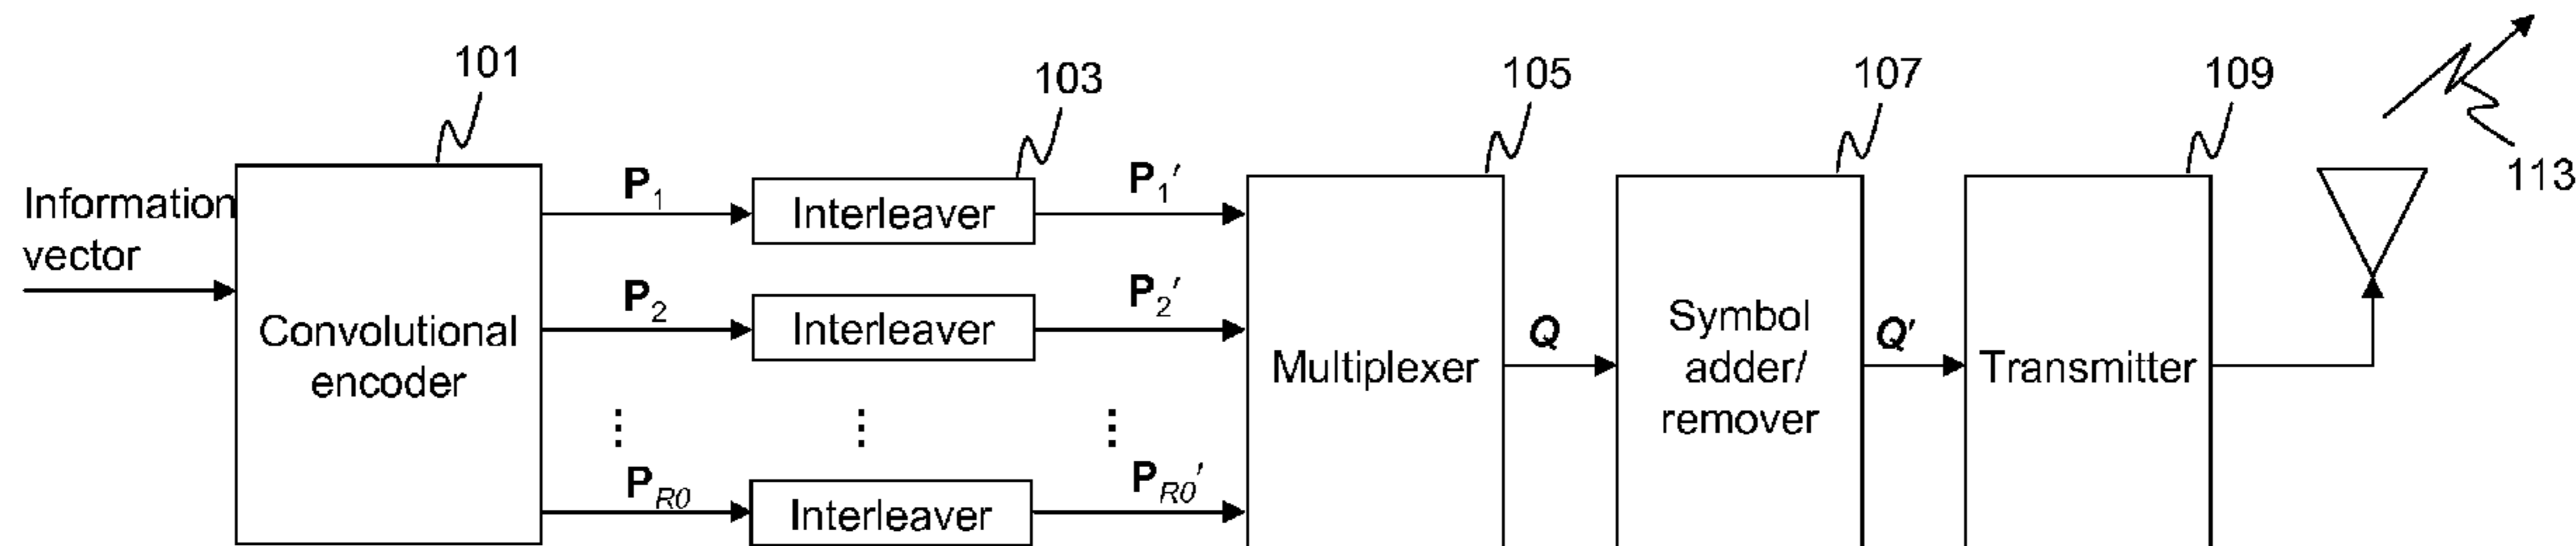 101
103
105
107
109
113
Information
vector
Convolutional
encoder
P1
Interleaver
P1′
P2
Interleaver
P2′
⋮
⋮
⋮
PR0
Interleaver
PR0′
Multiplexer
Q
Symbol
adder/
remover
Q′
Transmitter